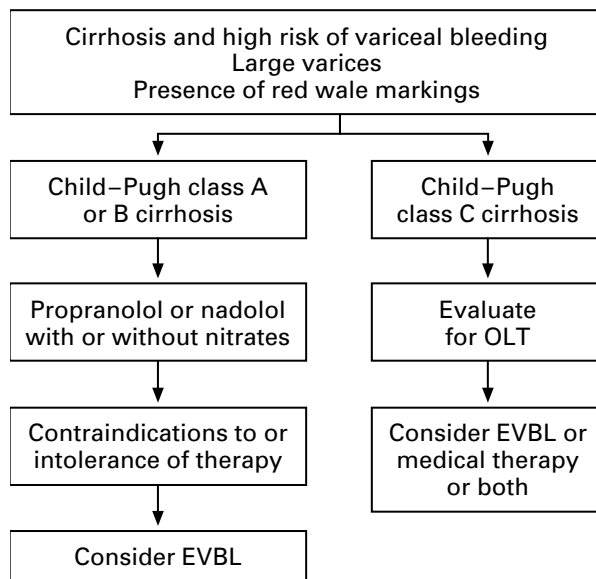 Cirrhosis and high risk of variceal bleeding
Large varices
Presence of red wale markings
Child–Pugh class A
or B cirrhosis
Propranolol or nadolol
with or without nitrates
Contraindications to or
intolerance of therapy
Consider EVBL
Child–Pugh
class C cirrhosis
Evaluate
for OLT
Consider EVBL or
medical therapy
or both